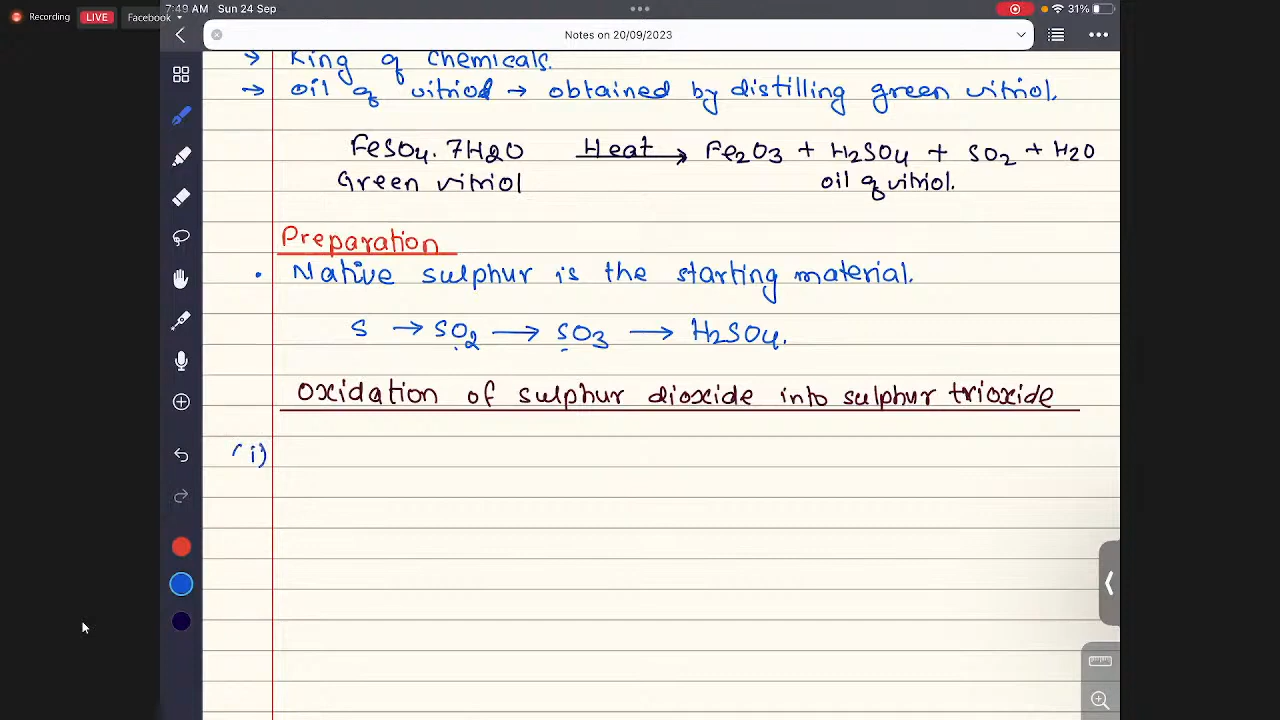 Recording LIVE Facebook
7:49 AM Sun 24 Sep
31%
Notes on 20/09/2023
→ King of chemicals.
→ Oil of vitriol → obtained by distilling green vitriol.
FeSO4. 7H2O Heat → Fe2O3 + H2SO4 + SO2 + H2O
Green vitriol oil of vitriol.
Preparation
• Native sulphur is the starting material.
S → SO2 → SO3 → H2SO4.
Oxidation of sulphur dioxide into sulphur trioxide
(i)